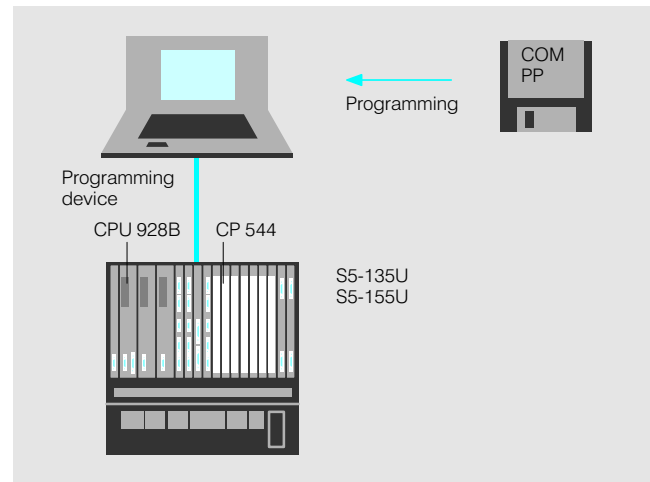 COM
PP
Programming
Programming
device
CPU 928B
CP 544
S5-135U
S5-155U